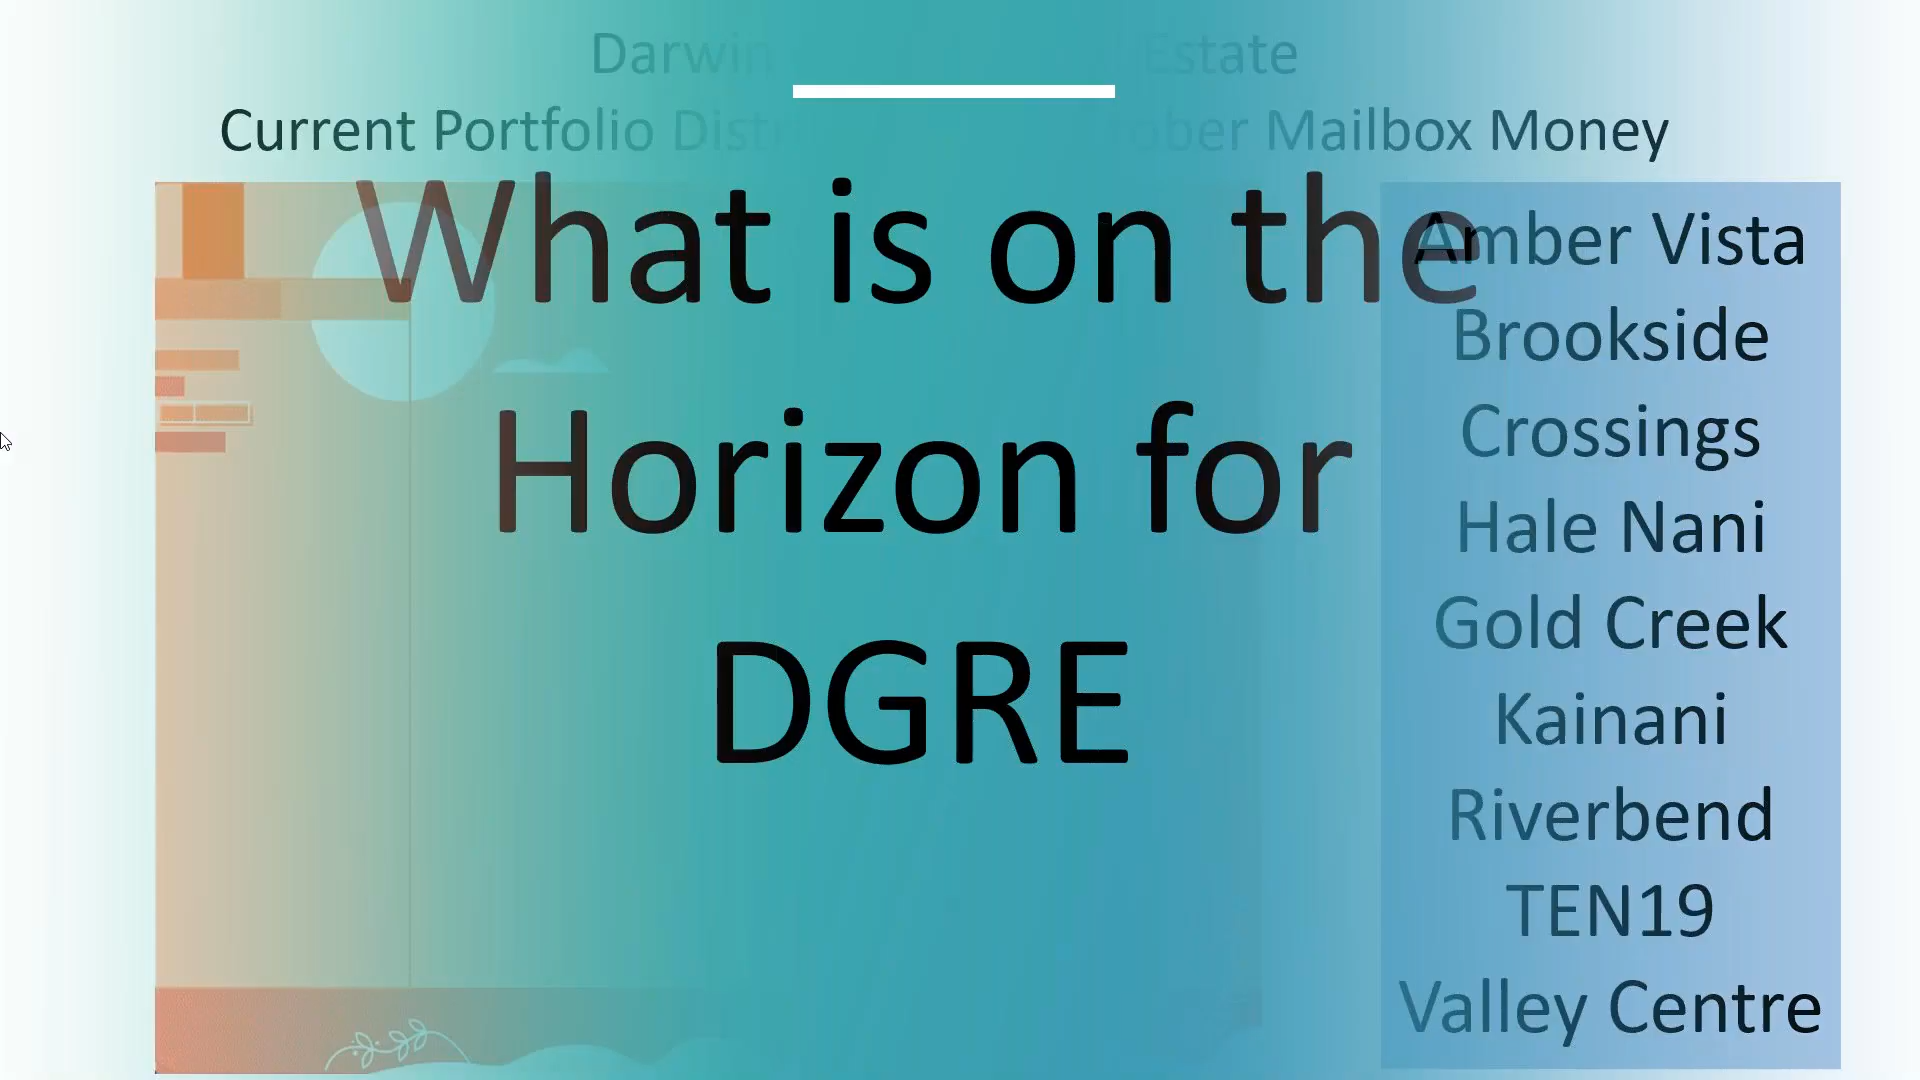 Darwin Estate
Current Portfolio Mailbox Money
What is on the
Horizon for
DGRE
Amber Vista
Brookside
Crossings
Hale Nani
Gold Creek
Kainani
Riverbend
TEN19
Valley Centre